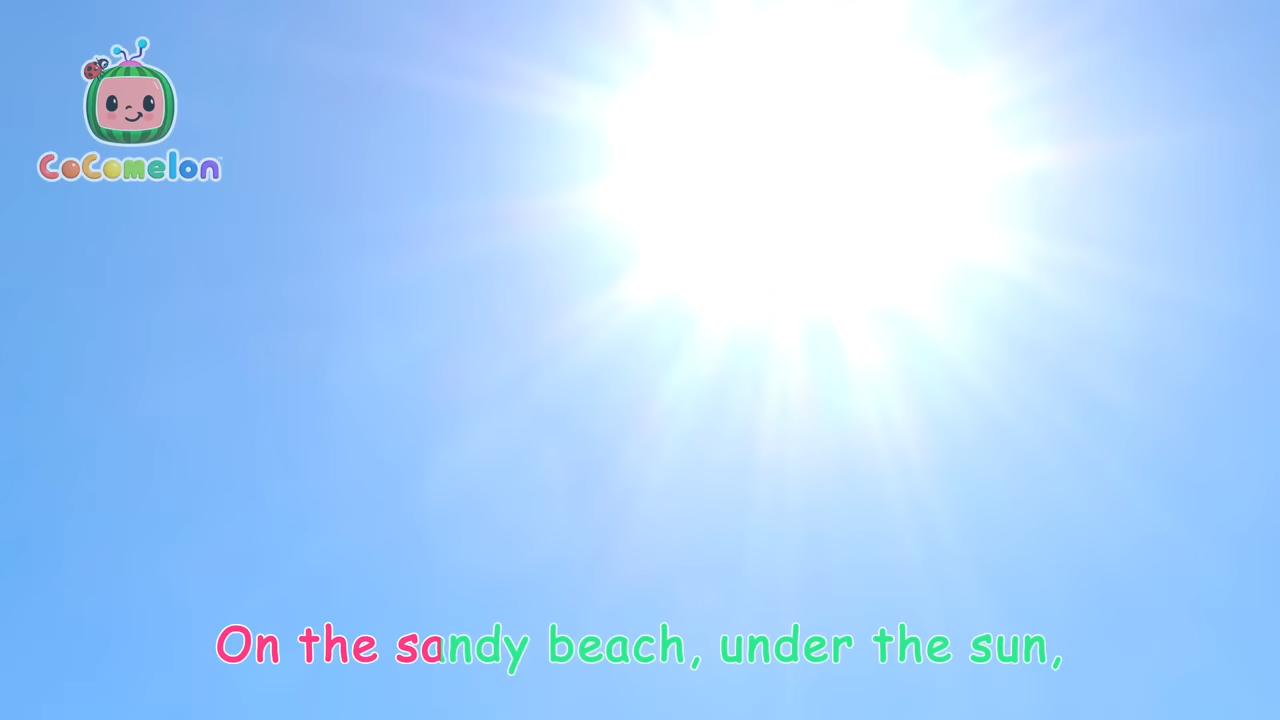 CoComelon
On the sandy beach, under the sun,